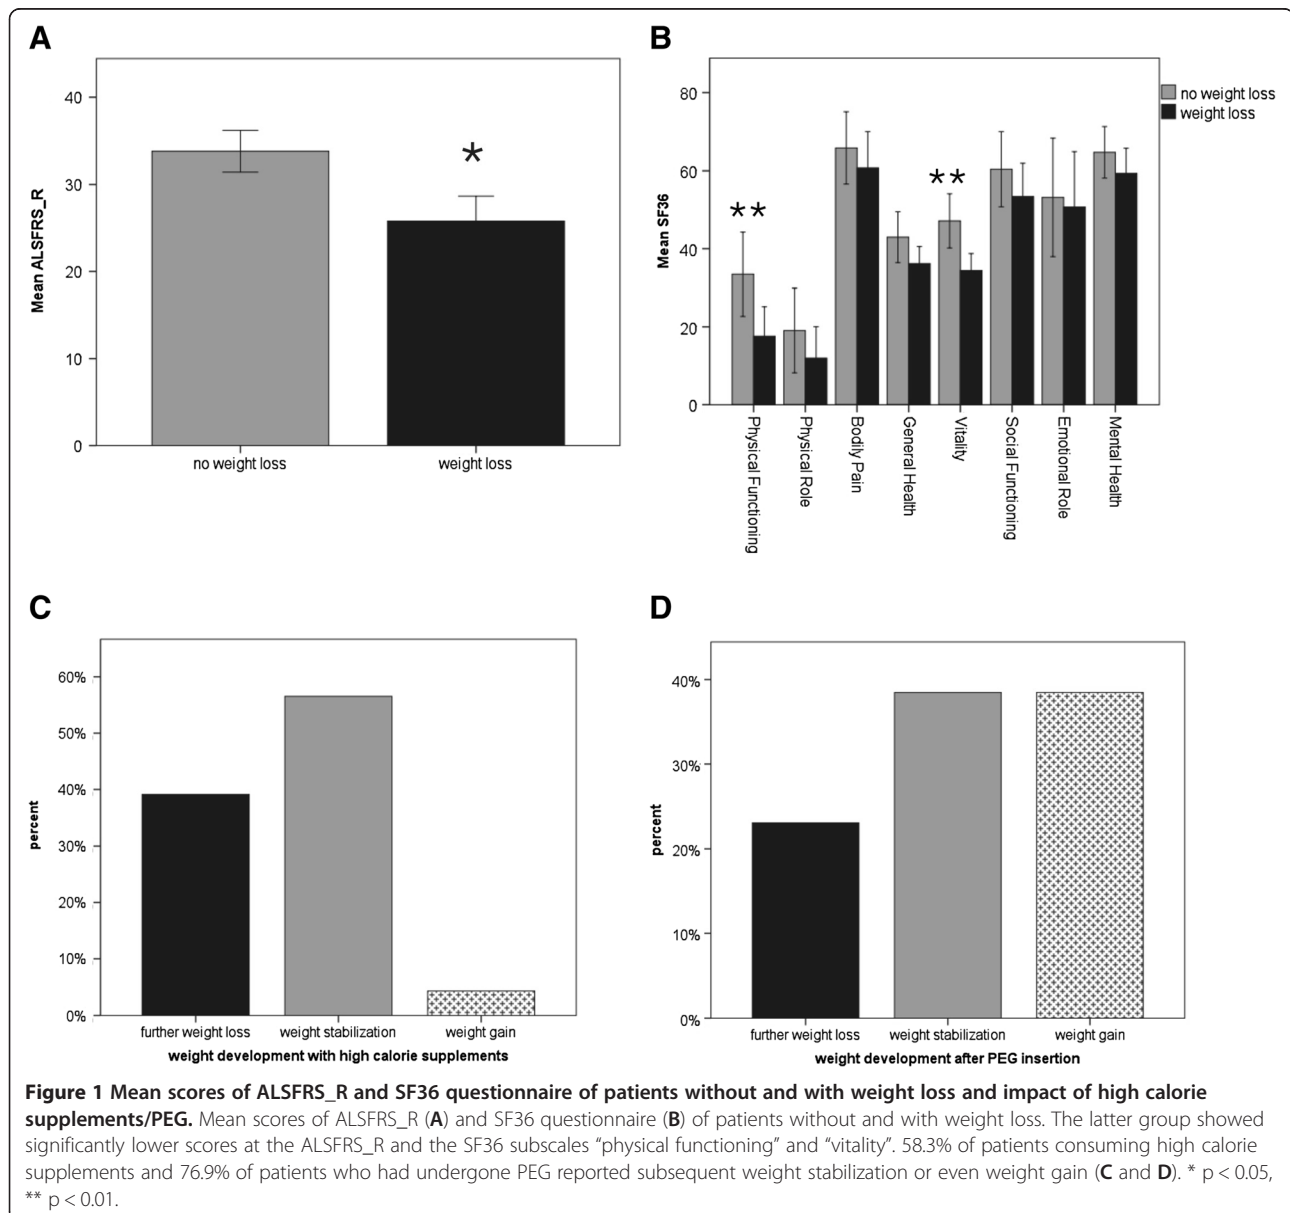 A
40
30
20
10
0
Mean ALSFRS_R
no weight loss
weight loss
*
B
80
60
40
20
0
Mean SF36
no weight loss
weight loss
**
**
Physical Functioning
Physical Role
Bodily Pain
General Health
Vitality
Social Functioning
Emotional Role
Mental Health
C
60%
50%
40%
30%
20%
10%
0%
percent
further weight loss
weight stabilization
weight gain
weight development with high calorie supplements
D
40%
30%
20%
10%
0%
percent
further weight loss
weight stabilization
weight gain
weight development after PEG insertion
Figure 1 Mean scores of ALSFRS_R and SF36 questionnaire of patients without and with weight loss and impact of high calorie
supplements/PEG. Mean scores of ALSFRS_R (A) and SF36 questionnaire (B) of patients without and with weight loss. The latter group showed
significantly lower scores at the ALSFRS_R and the SF36 subscales “physical functioning” and “vitality”. 58.3% of patients consuming high calorie
supplements and 76.9% of patients who had undergone PEG reported subsequent weight stabilization or even weight gain (C and D). * p < 0.05,
** p < 0.01.